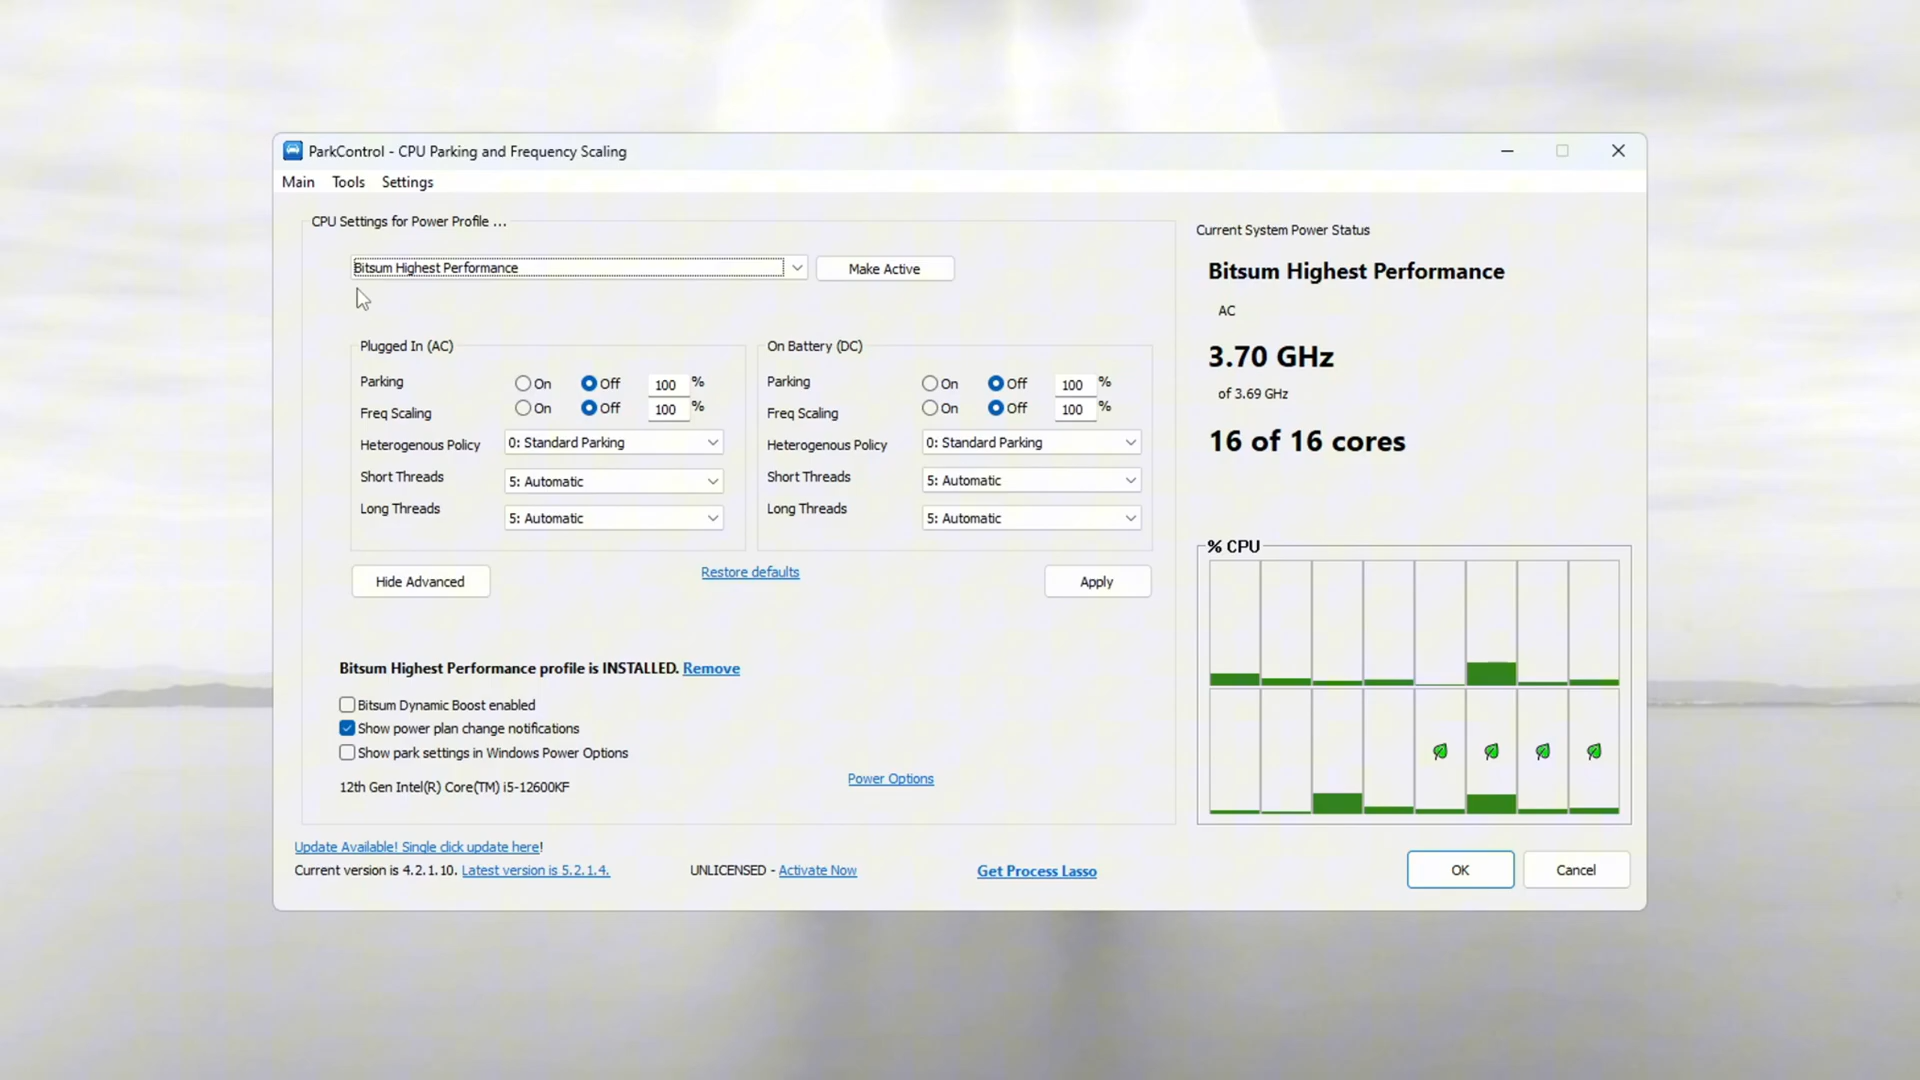 ParkControl - CPU Parking and Frequency Scaling
Main Tools Settings
CPU Settings for Power Profile ...
Bitsum Highest Performance
Make Active
Plugged In (AC)
Parking On Off 100 %
Freq Scaling On Off 100 %
Heterogenous Policy 0: Standard Parking
Short Threads 5: Automatic
Long Threads 5: Automatic
On Battery (DC)
Parking On Off 100 %
Freq Scaling On Off 100 %
Heterogenous Policy 0: Standard Parking
Short Threads 5: Automatic
Long Threads 5: Automatic
Hide Advanced
Restore defaults
Apply
Bitsum Highest Performance profile is INSTALLED. Remove
Bitsum Dynamic Boost enabled
Show power plan change notifications
Show park settings in Windows Power Options
12th Gen Intel(R) Core(TM) i5-12600KF
Power Options
Current System Power Status
Bitsum Highest Performance
AC
3.70 GHz
of 3.69 GHz
16 of 16 cores
% CPU
Update Available! Single click update here!
Current version is 4.2.1.10. Latest version is 5.2.1.4.
UNLICENSED - Activate Now
Get Process Lasso
OK
Cancel